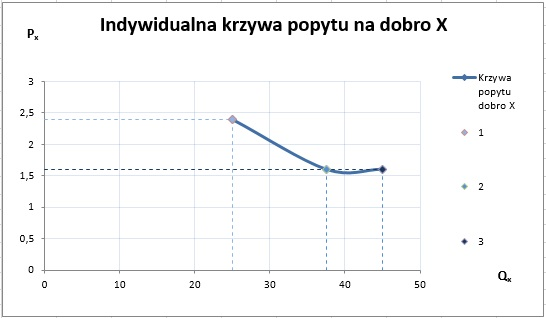 Indywidualna krzywa popytu na dobro X
Px
3
2,5
2
1,5
1
0,5
0
0
10
20
30
40
50
Qx
Krzywa
popytu
dobro X
1
2
3